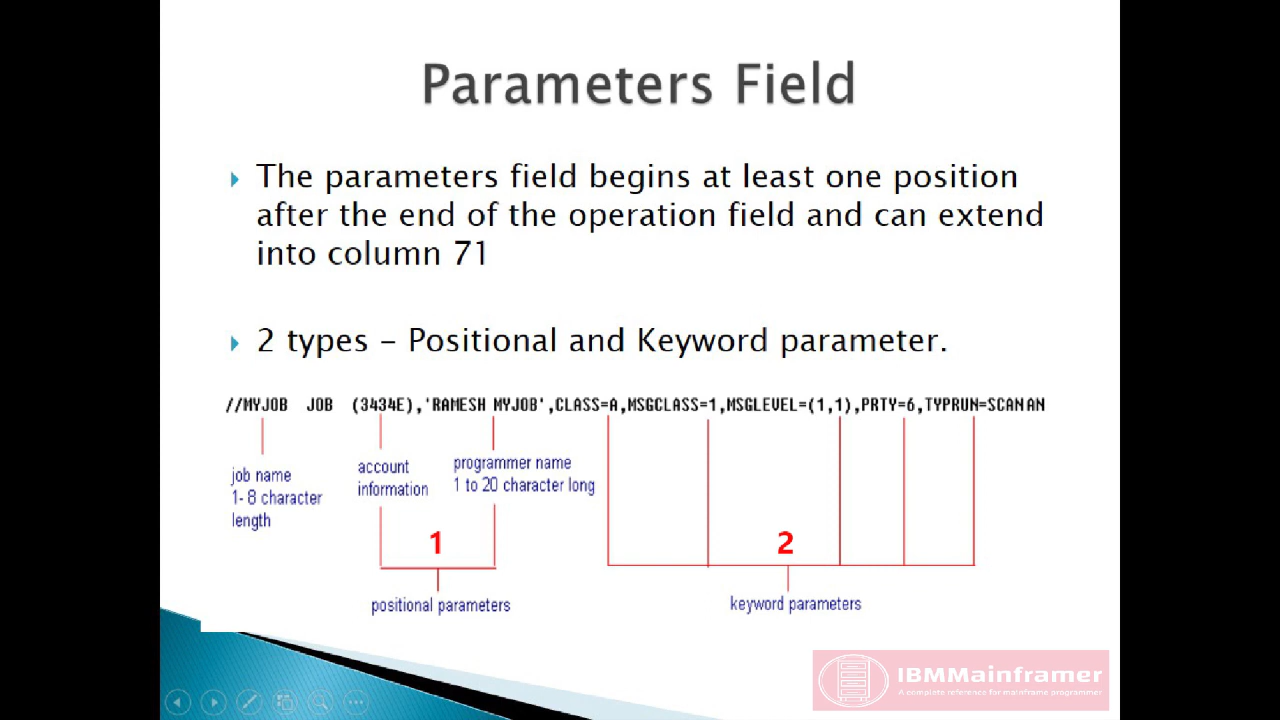 Parameters Field
The parameters field begins at least one position
after the end of the operation field and can extend
into column 71
2 types – Positional and Keyword parameter.
//MYJOB JOB (3434E),'RAMESH MYJOB',CLASS=A,MSGCLASS=1,MSGLEVEL=(1,1),PRTY=6,TYPRUN=SCANAN
job name
1- 8 character
length
account
information
programmer name
1 to 20 character long
1
2
positional parameters
keyword parameters
IBMMainframer
A complete reference for mainframe programmer